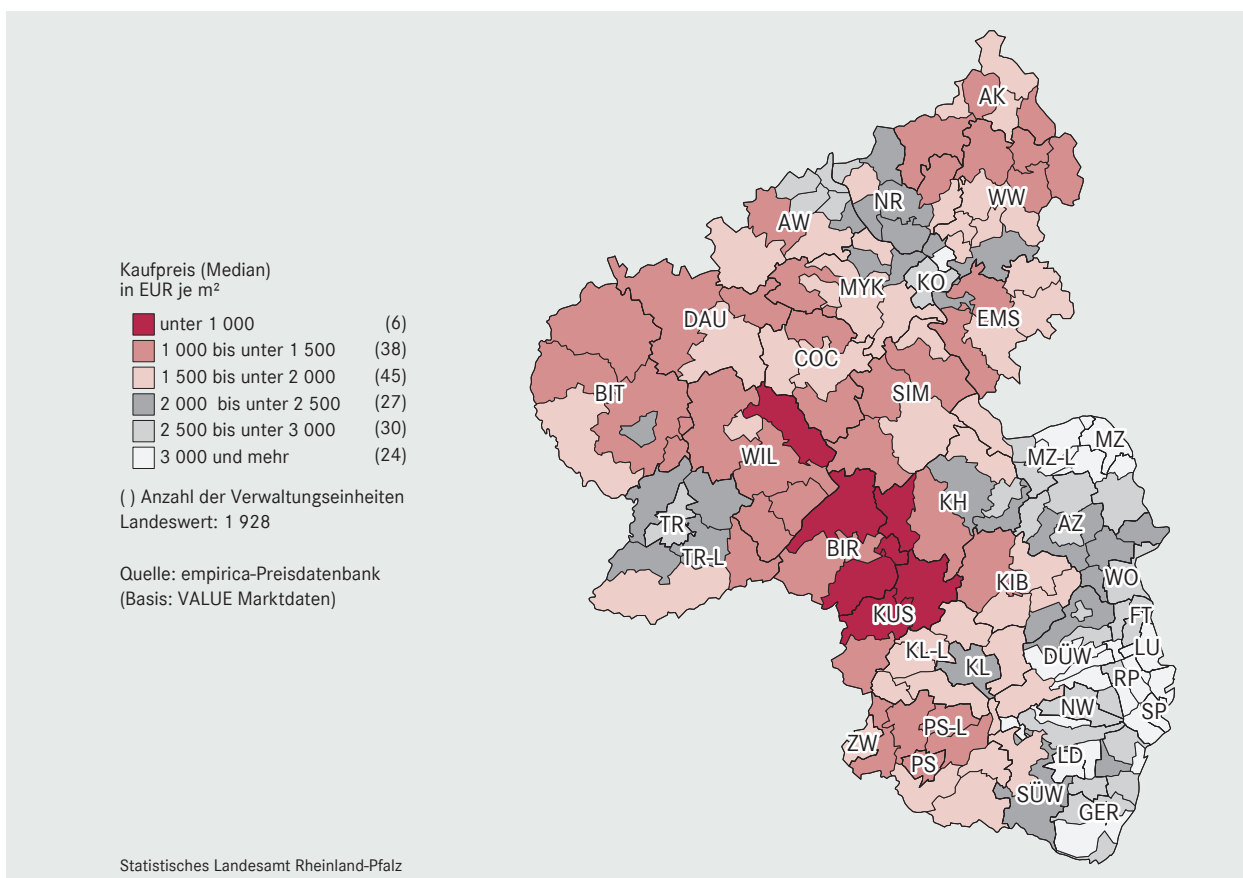 Kaufpreis (Median)
in EUR je m²
unter 1 000 (6)
1 000 bis unter 1 500 (38)
1 500 bis unter 2 000 (45)
2 000 bis unter 2 500 (27)
2 500 bis unter 3 000 (30)
3 000 und mehr (24)
( ) Anzahl der Verwaltungseinheiten
Landeswert: 1 928
Quelle: empirica-Preisdatenbank
(Basis: VALUE Marktdaten)
Statistisches Landesamt Rheinland-Pfalz
AK
NR
WW
AW
MYK
KO
DAU
EMS
COC
BIT
SIM
WIL
MZ
MZ-L
KH
TR
AZ
TR-L
BIR
KIB
WO
KUS
FT
KL-L
KL
DÜW
LU
RP
NW
SP
ZW
PS-L
PS
LD
SÜW
GER